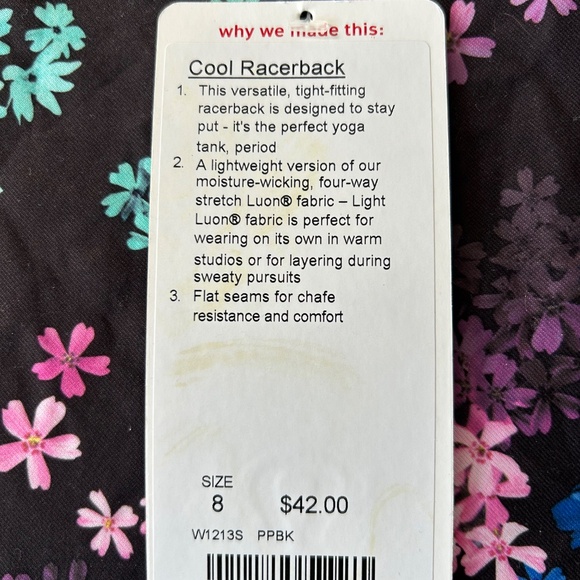 why we made this:
Cool Racerback
1. This versatile, tight-fitting
racerback is designed to stay
put - it's the perfect yoga
tank, period
2. A lightweight version of our
moisture-wicking, four-way
stretch Luon® fabric – Light
Luon® fabric is perfect for
wearing on its own in warm
studios or for layering during
sweaty pursuits
3. Flat seams for chafe
resistance and comfort
SIZE
8 $42.00
W1213S PPBK